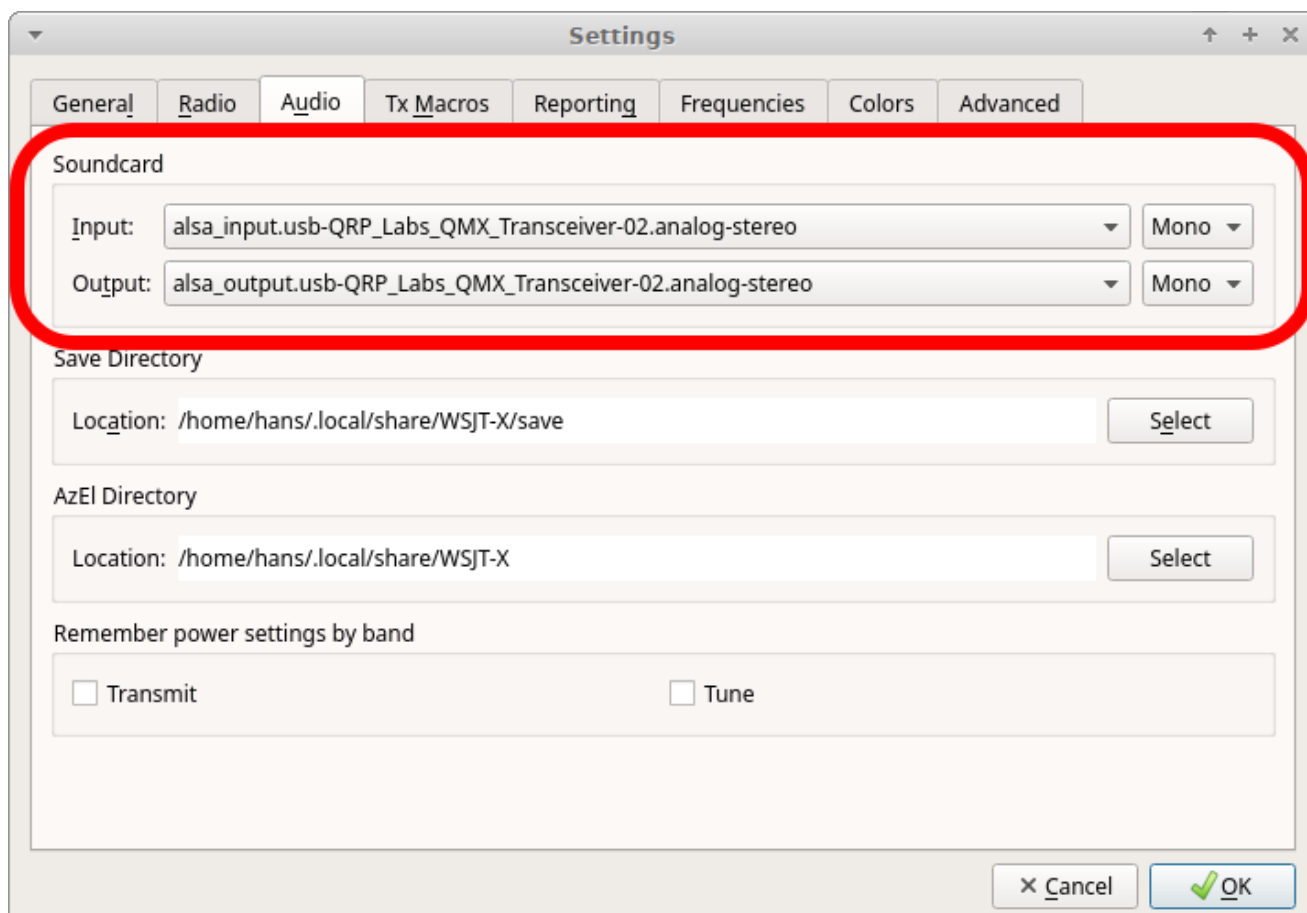 Settings
General Radio Audio Tx Macros Reporting Frequencies Colors Advanced
Soundcard
Input: alsa_input.usb-QRP_Labs_QMX_Transceiver-02.analog-stereo Mono
Output: alsa_output.usb-QRP_Labs_QMX_Transceiver-02.analog-stereo Mono
Save Directory
Location: /home/hans/.local/share/WSJT-X/save Select
AzEl Directory
Location: /home/hans/.local/share/WSJT-X Select
Remember power settings by band
Transmit Tune
Cancel OK